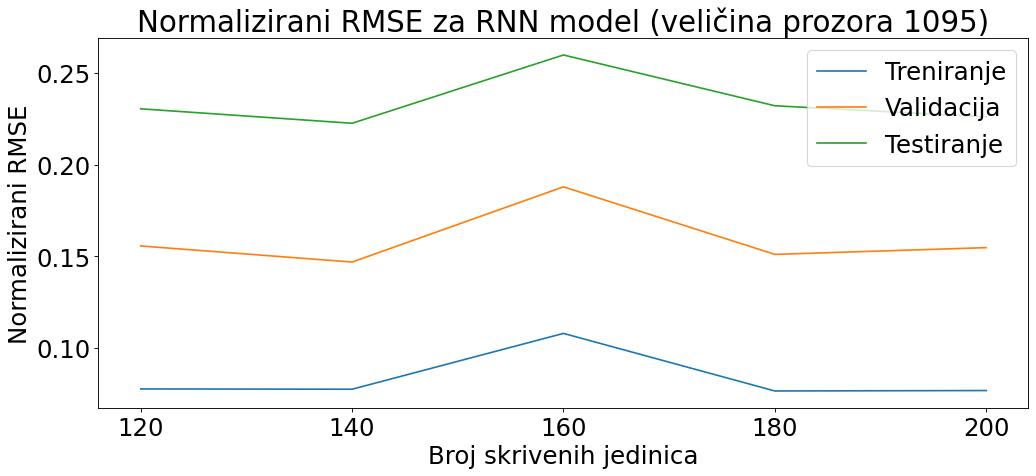 Normalizirani RMSE za RNN model (veličina prozora 1095)
Normalizirani RMSE
0.25
0.20
0.15
0.10
Treniranje
Validacija
Testiranje
120 140 160 180 200
Broj skrivenih jedinica